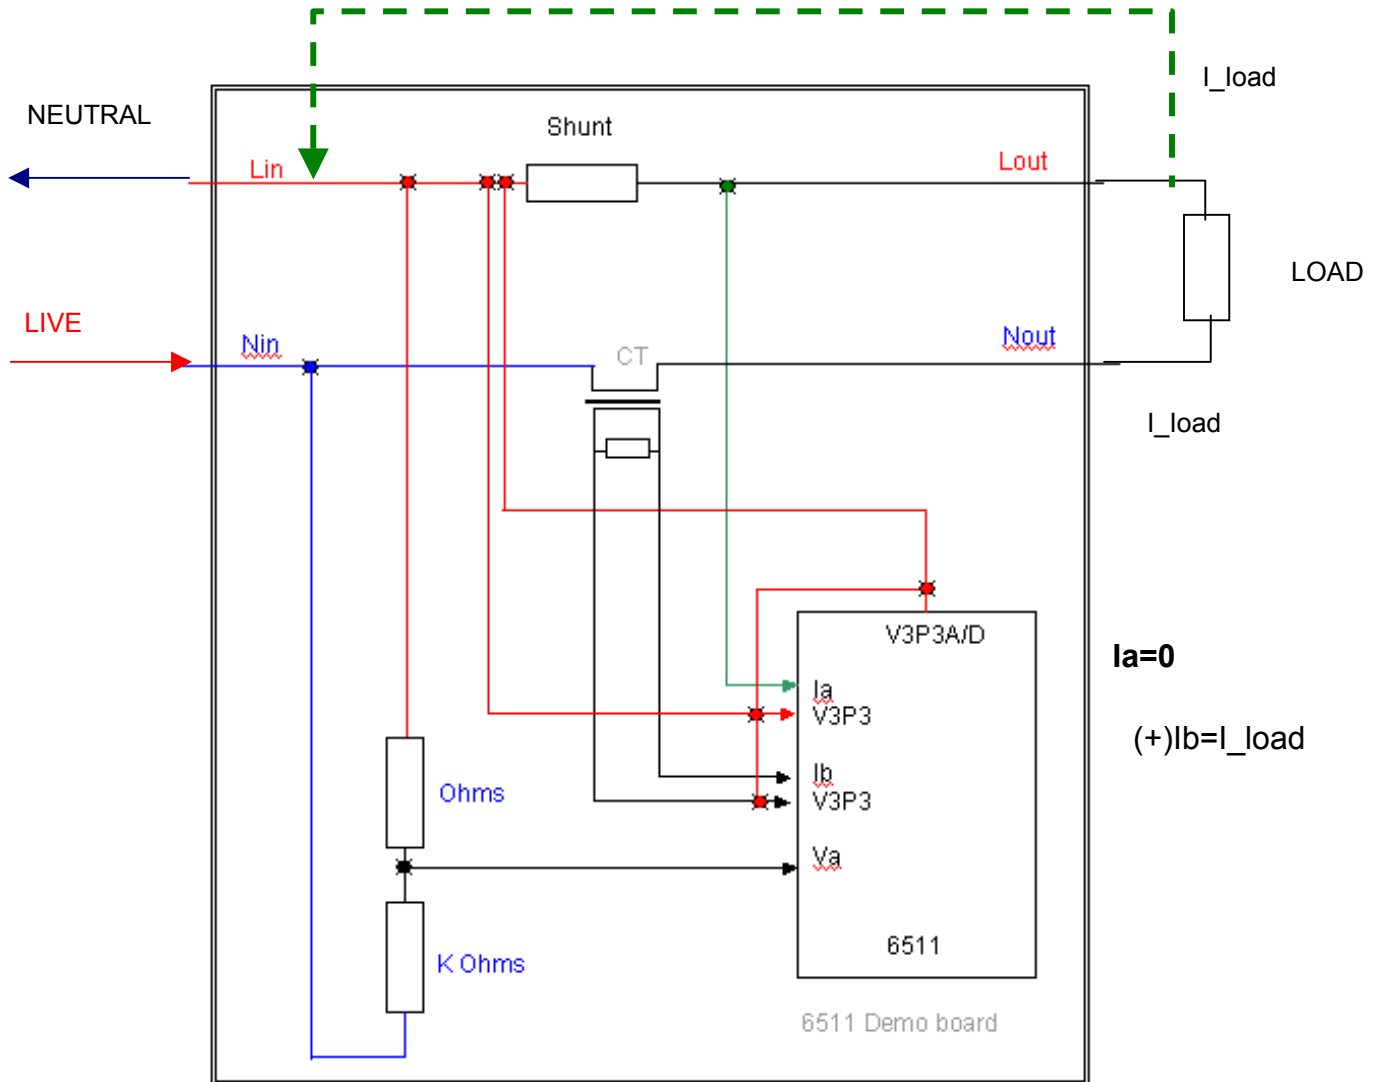 I_load
NEUTRAL
Shunt
Lin
Lout
LOAD
LIVE
Nin
CT
Nout
I_load
V3P3A/D
Ia=0
Ia
V3P3
(+)Ib=I_load
Ib
V3P3
Ohms
Va
6511
K Ohms
6511 Demo board